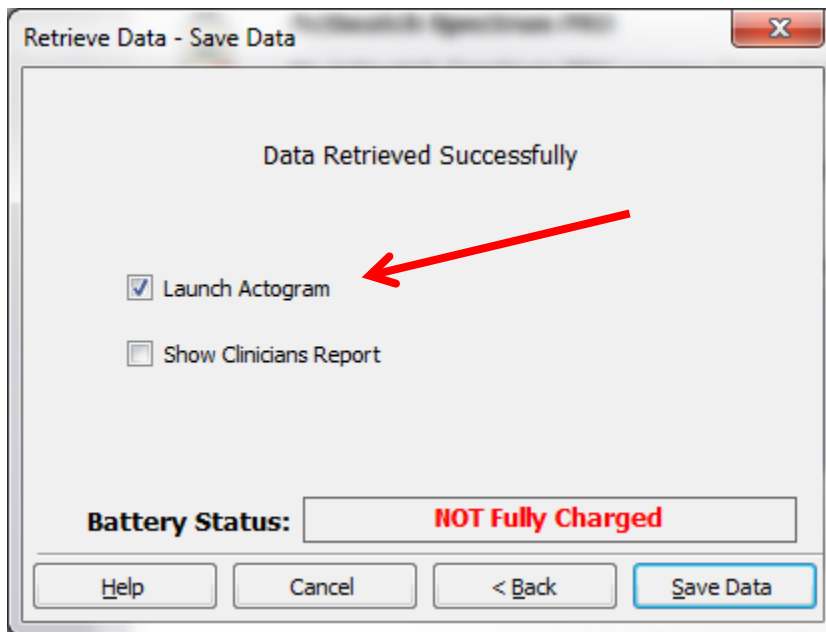 Retrieve Data - Save Data
Data Retrieved Successfully
Launch Actogram
Show Clinicians Report
Battery Status: NOT Fully Charged
Help Cancel < Back Save Data